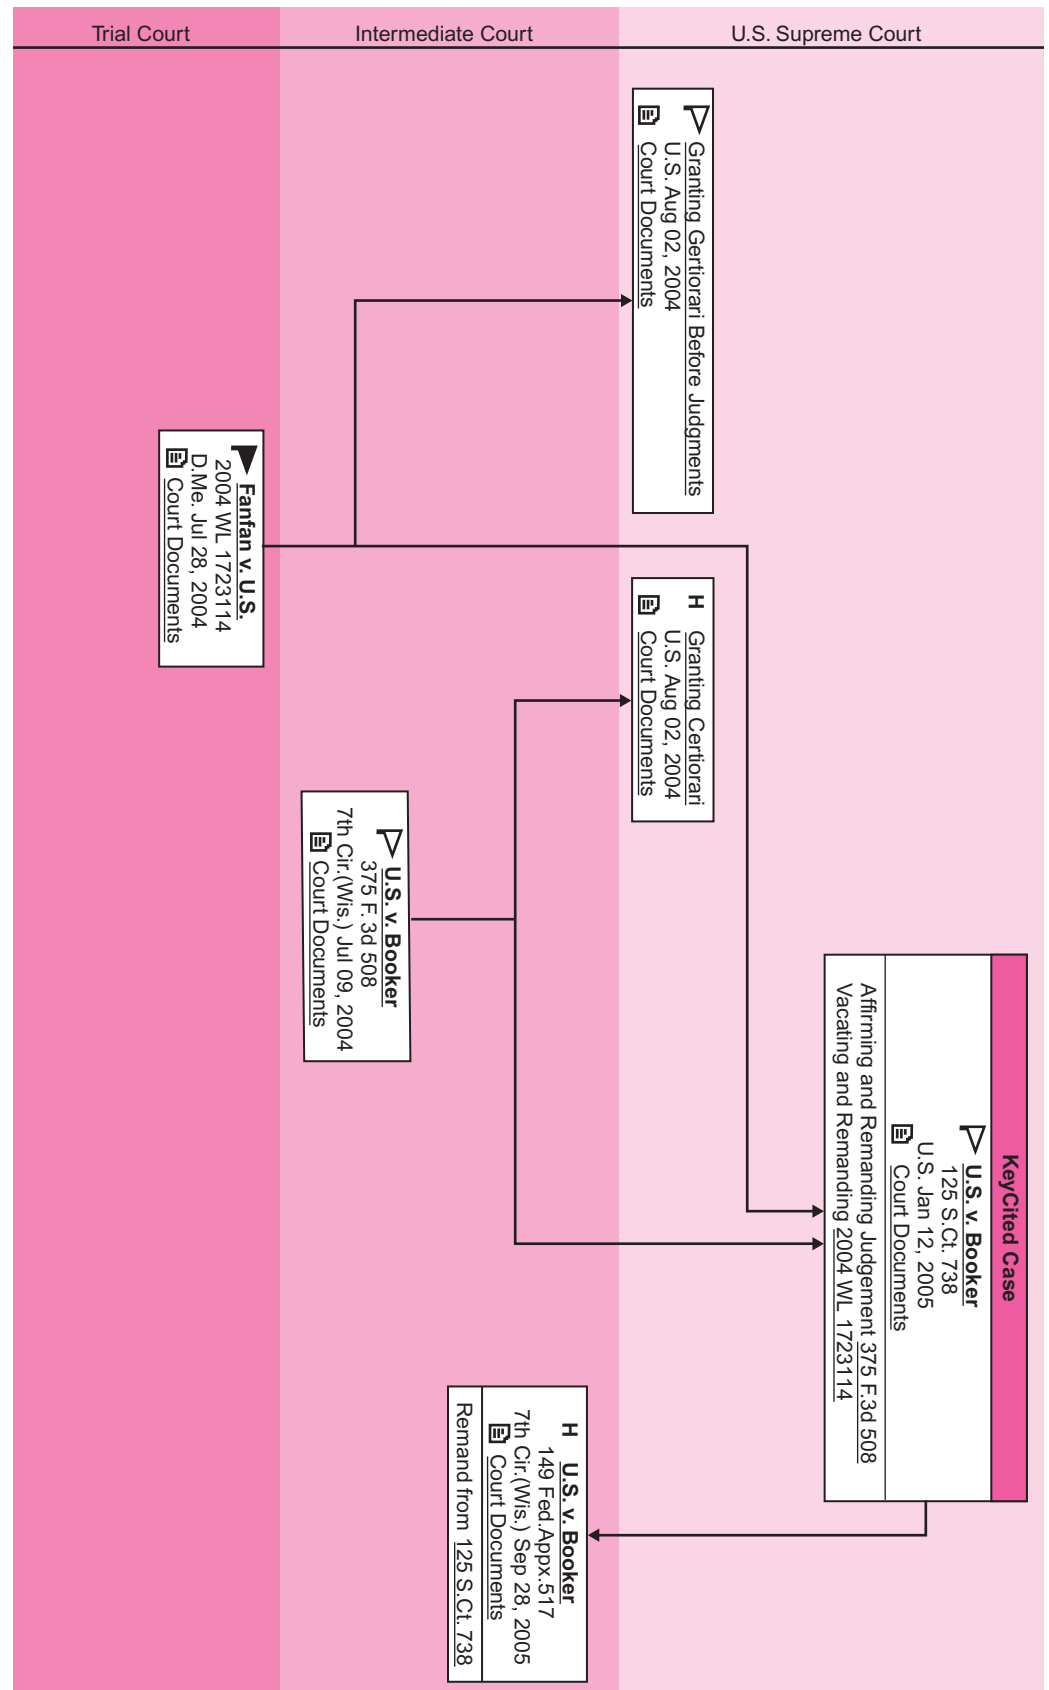 Trial Court
Intermediate Court
U.S. Supreme Court
Granting Gertiorari Before Judgments
U.S. Aug 02, 2004
Court Documents
Fanfan v. U.S.
2004 WL 1723114
D.Me. Jul 28, 2004
Court Documents
H Granting Certiorari
U.S. Aug 02, 2004
Court Documents
U.S. v. Booker
375 F. 3d 508
7th Cir.(Wis.) Jul 09, 2004
Court Documents
KeyCited Case
U.S. v. Booker
125 S.Ct. 738
U.S. Jan 12, 2005
Court Documents
Affirming and Remanding Judgement 375 F.3d 508
Vacating and Remanding 2004 WL 1723114
H U.S. v. Booker
149 Fed.Appx.517
7th Cir.(Wis.) Sep 28, 2005
Court Documents
Remand from 125 S.Ct. 738